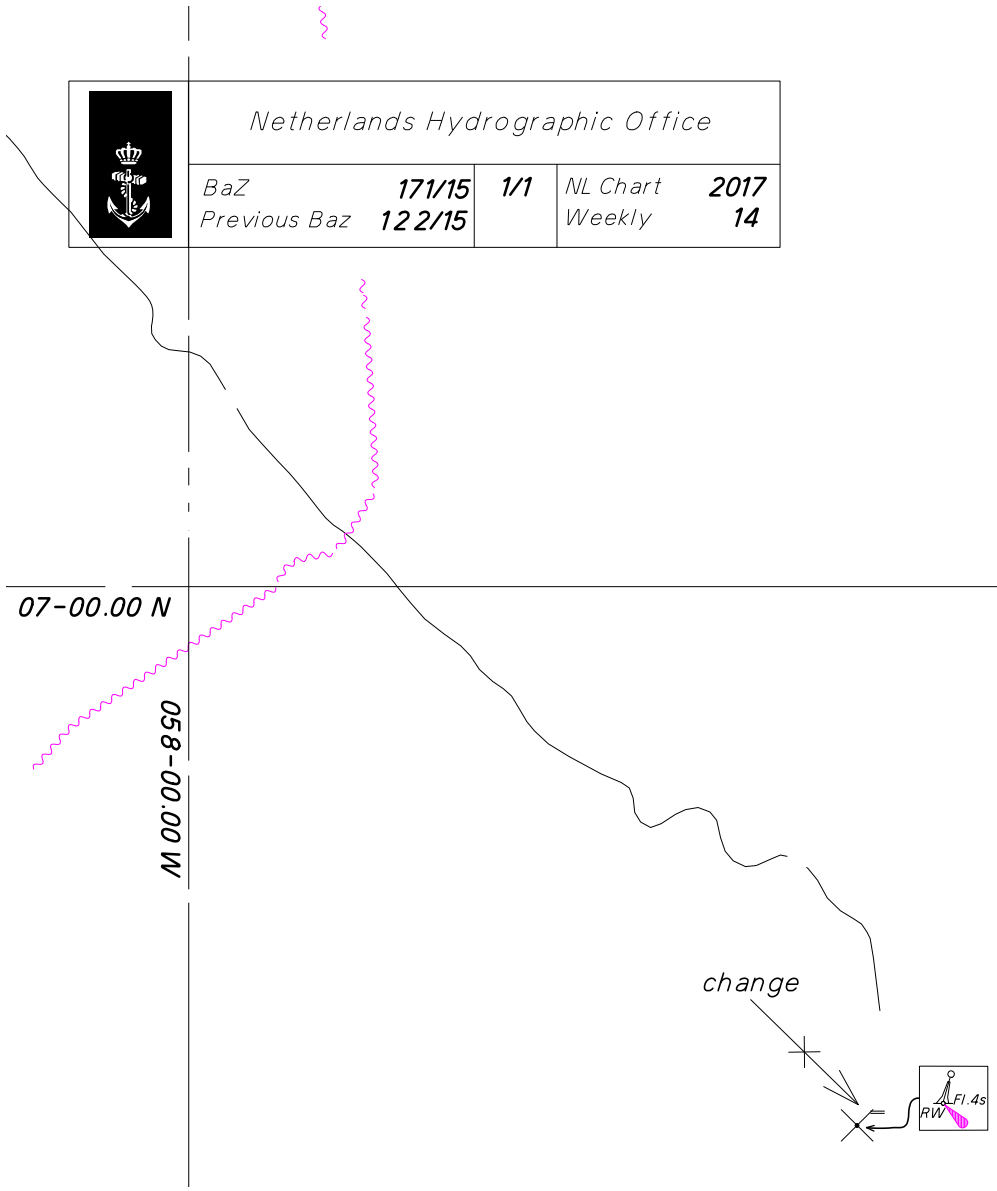 Netherlands Hydrographic Office
BaZ 171/15 1/1 NL Chart 2017
Previous Baz 122/15 Weekly 14
07-00.00 N
058-00.00 W
change
Fl.4s
RW